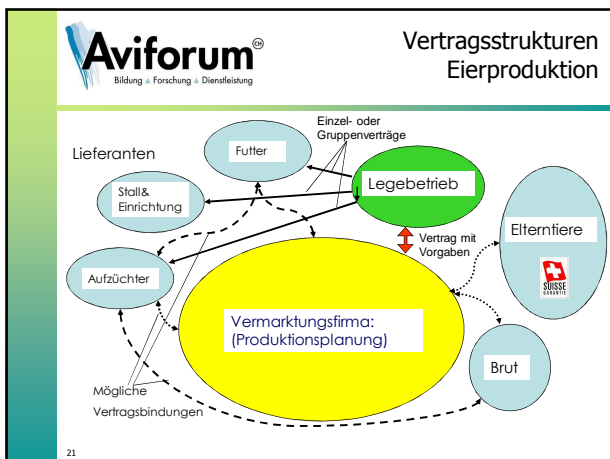 Aviforum CH
Bildung ▲ Forschung ▲ Dienstleistung
Vertragsstrukturen
Eierproduktion
Einzel- oder
Gruppenverträge
Lieferanten
Futter
Legebetrieb
Stall&
Einrichtung
Elterntiere
Vertrag mit
Vorgaben
SUISSE
GARANTIE
Aufzüchter
Vermarktungsfirma:
(Produktionsplanung)
Brut
Mögliche
Vertragsbindungen
21